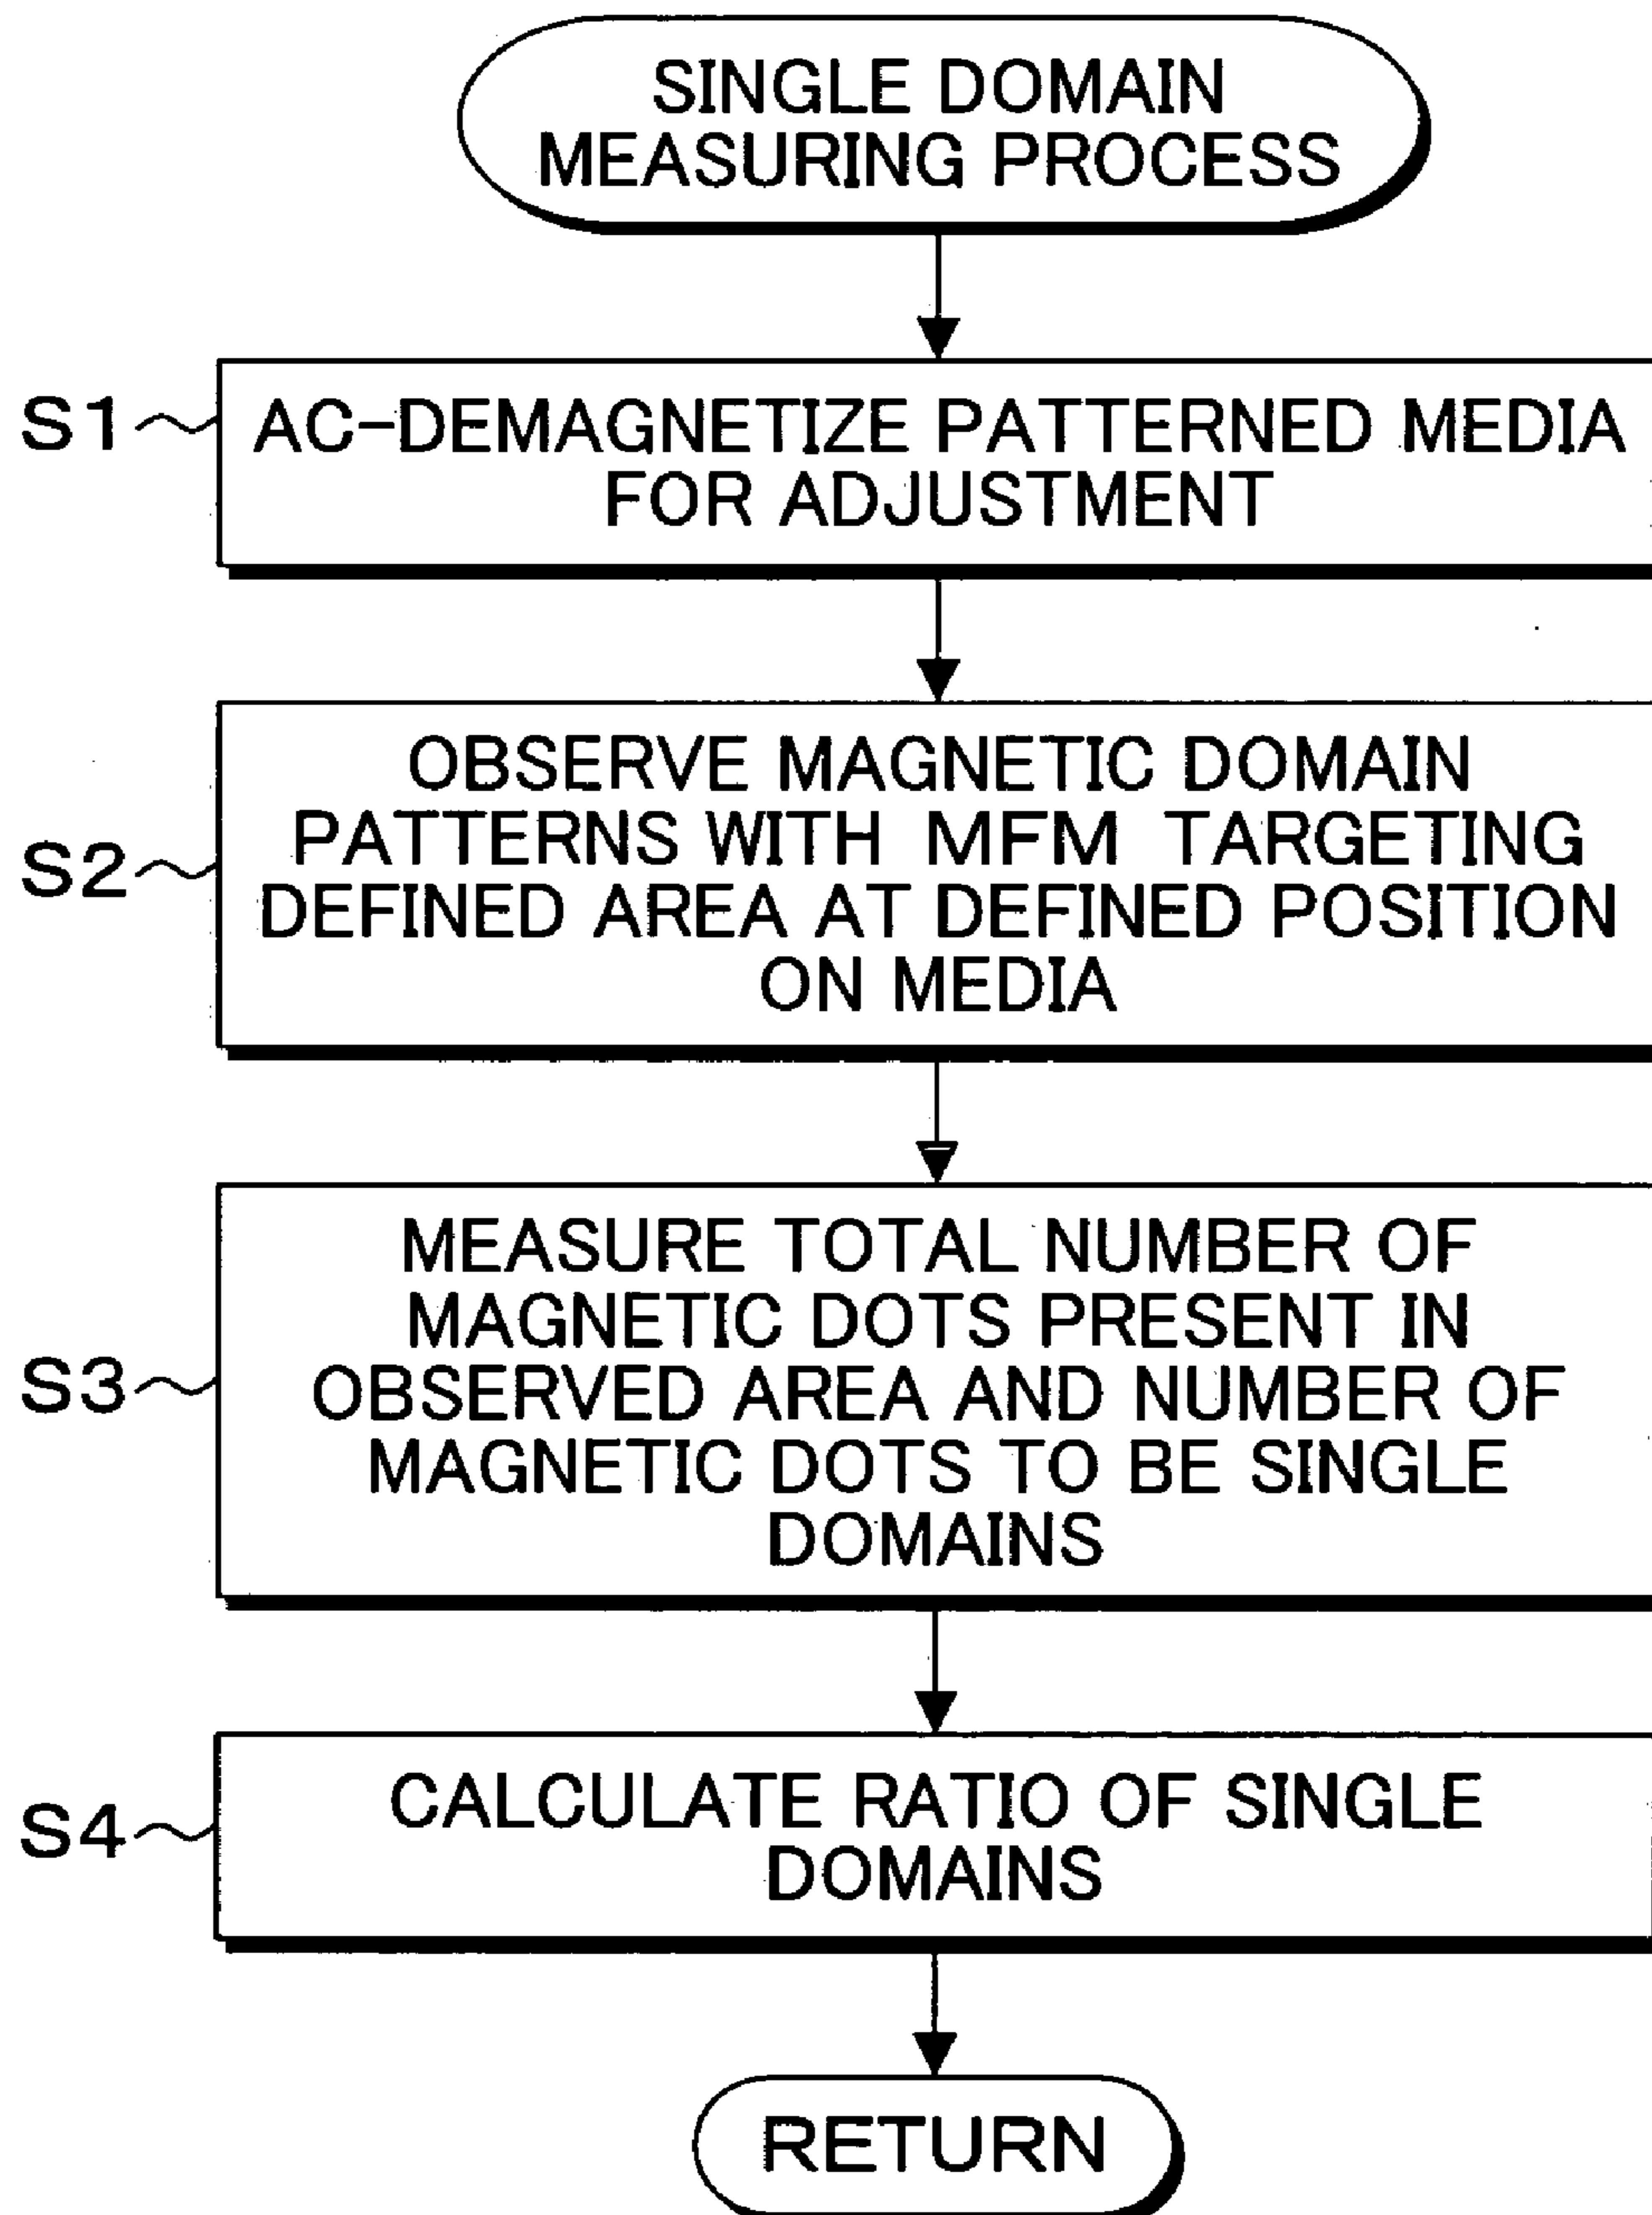 SINGLE DOMAIN
MEASURING PROCESS
S1
AC-DEMAGNETIZE PATTERNED MEDIA
FOR ADJUSTMENT
S2
OBSERVE MAGNETIC DOMAIN
PATTERNS WITH MFM TARGETING
DEFINED AREA AT DEFINED POSITION
ON MEDIA
S3
MEASURE TOTAL NUMBER OF
MAGNETIC DOTS PRESENT IN
OBSERVED AREA AND NUMBER OF
MAGNETIC DOTS TO BE SINGLE
DOMAINS
S4
CALCULATE RATIO OF SINGLE
DOMAINS
RETURN